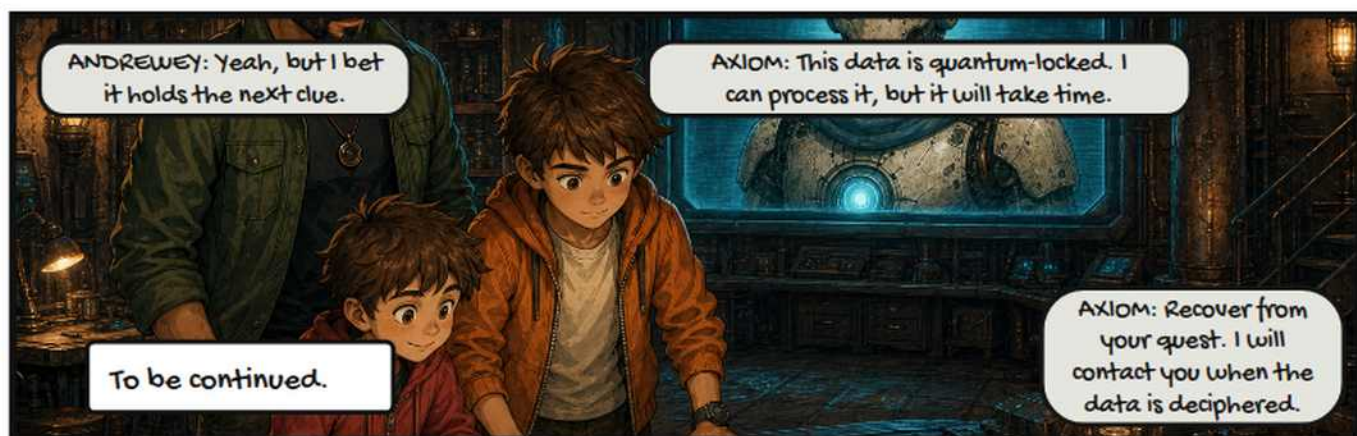 ANDREWEY: Yeah, but I bet
it holds the next clue.
AXIOM: This data is quantum-locked. I
can process it, but it will take time.
AXIOM: Recover from
your quest. I will
contact you when the
data is deciphered.
To be continued.